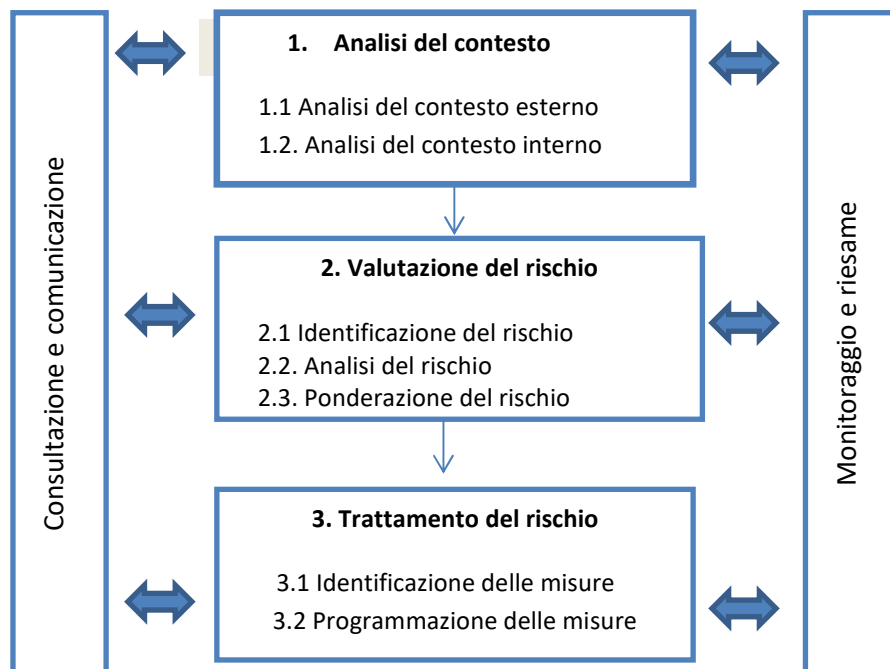 Consultazione e comunicazione
1. Analisi del contesto
1.1 Analisi del contesto esterno
1.2. Analisi del contesto interno
2. Valutazione del rischio
2.1 Identificazione del rischio
2.2. Analisi del rischio
2.3. Ponderazione del rischio
3. Trattamento del rischio
3.1 Identificazione delle misure
3.2 Programmazione delle misure
Monitoraggio e riesame